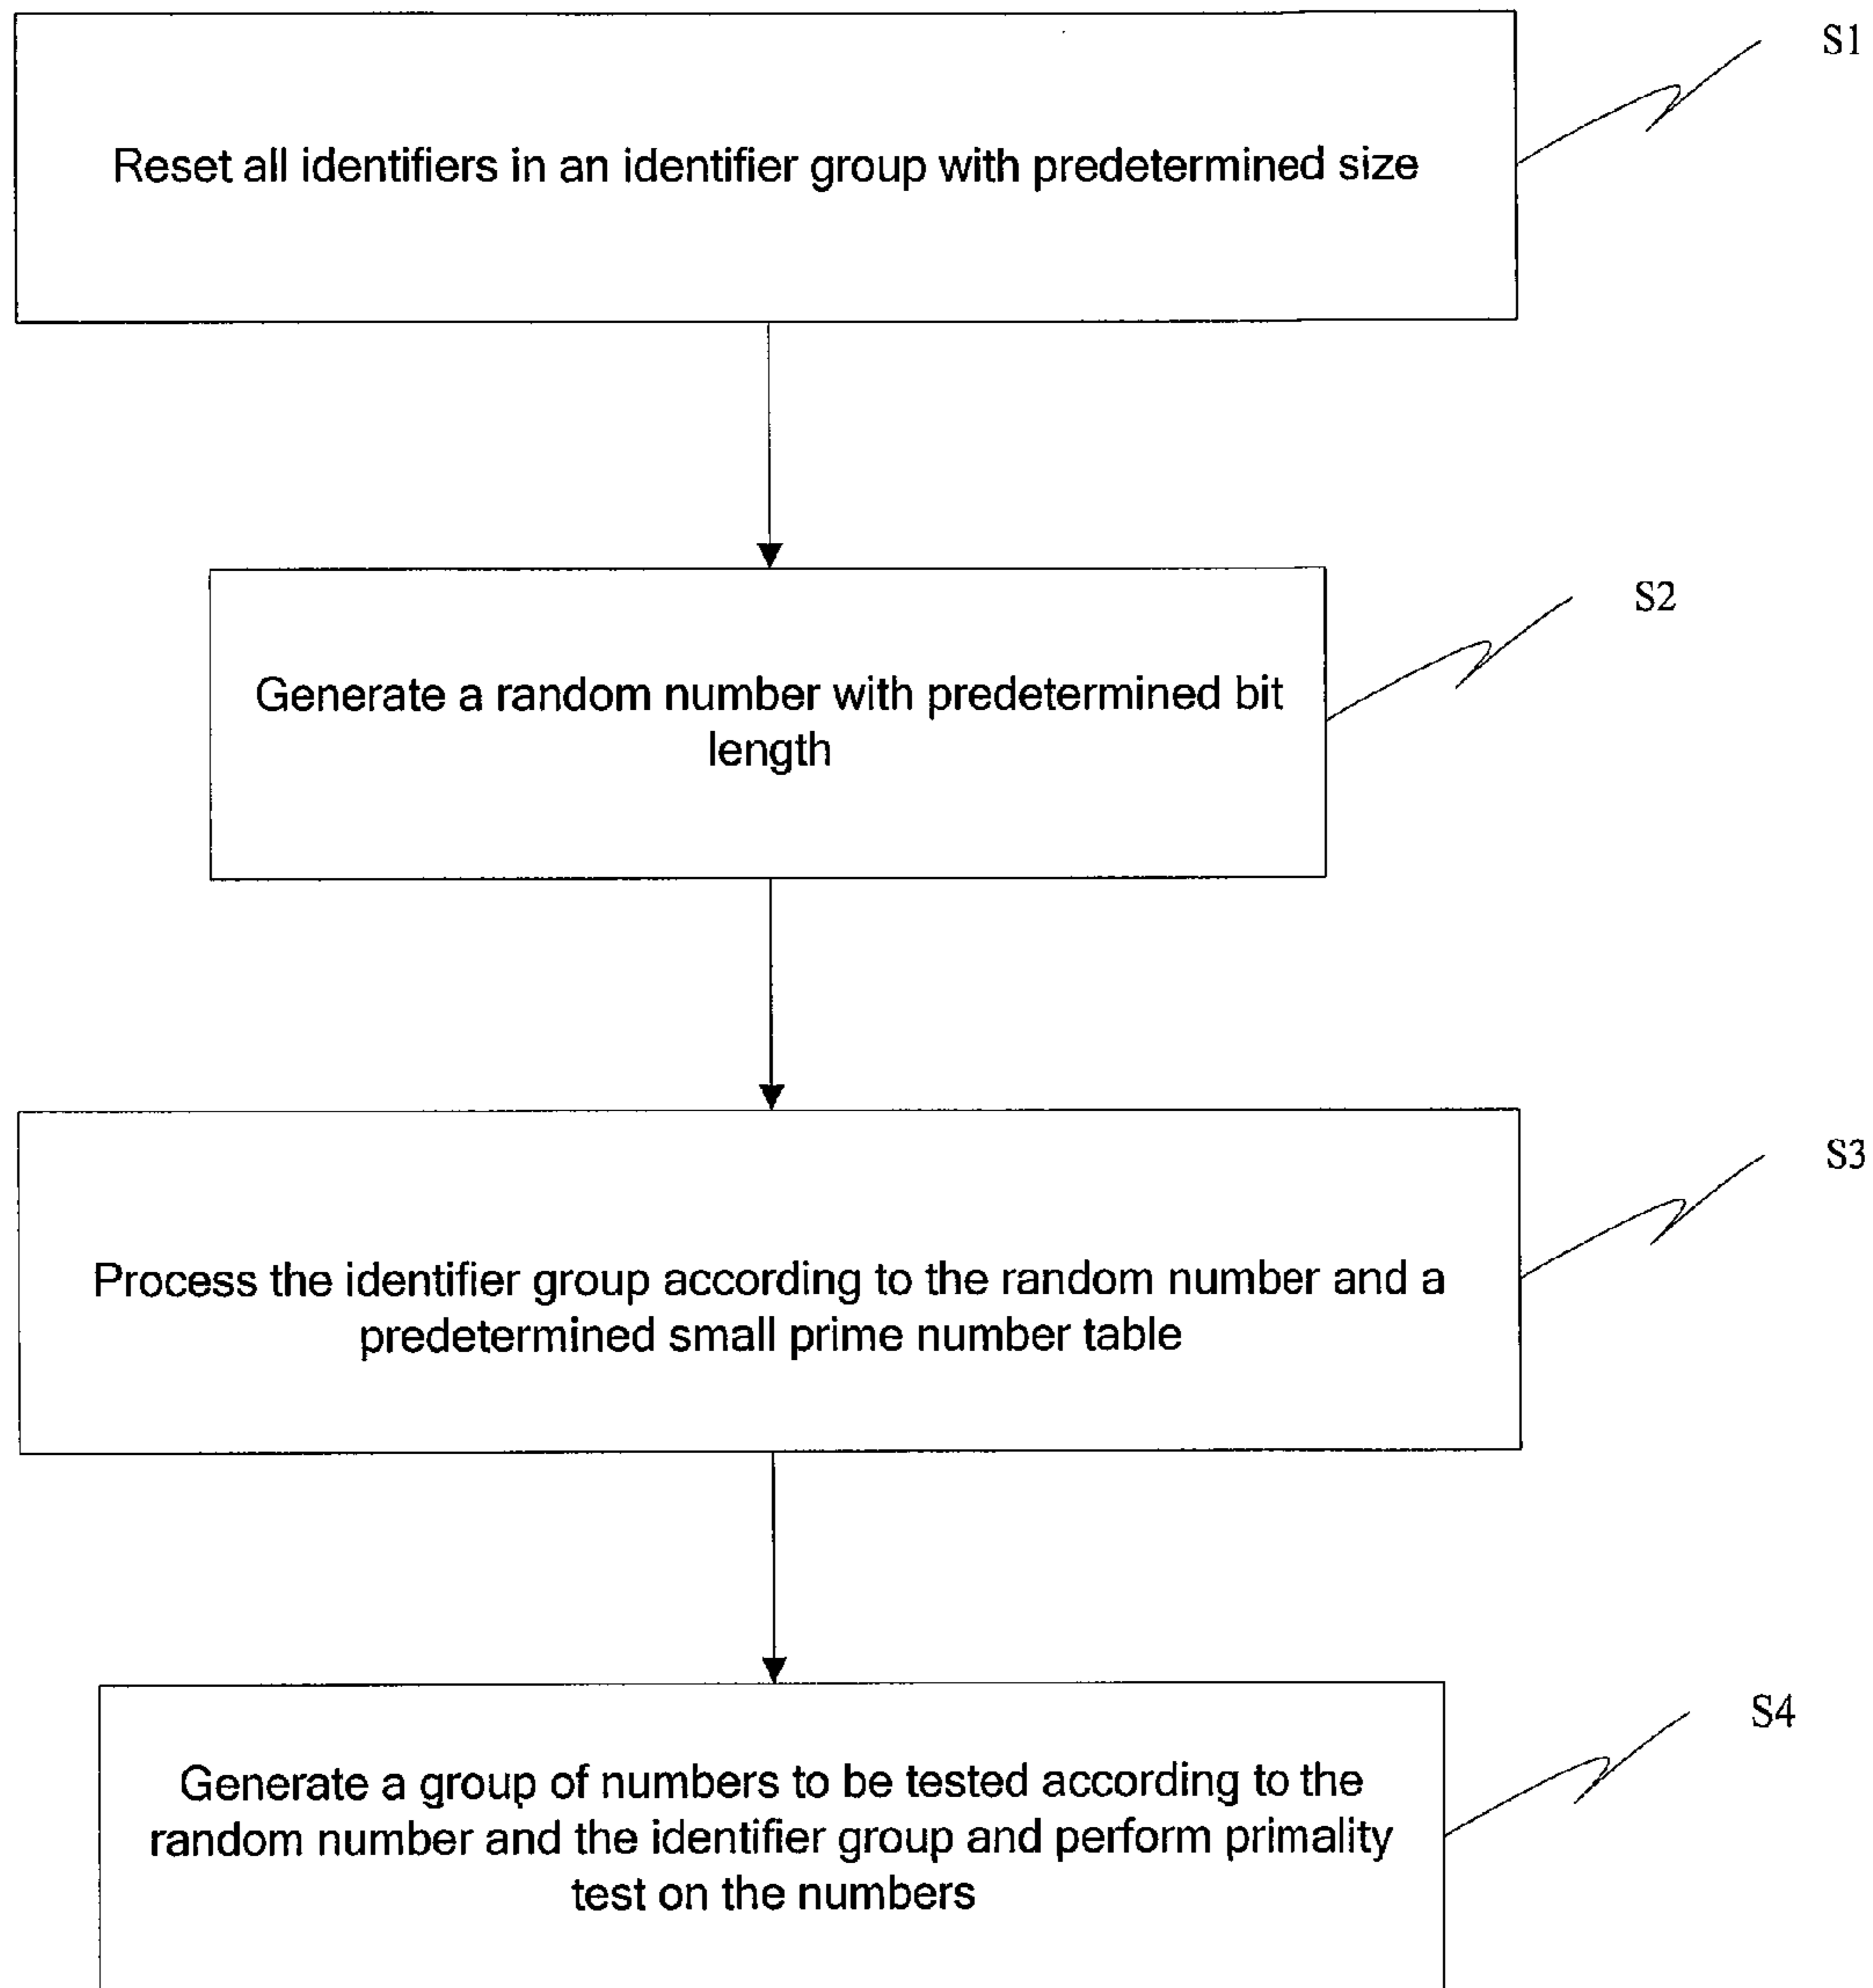 S1
Reset all identifiers in an identifier group with predetermined size
S2
Generate a random number with predetermined bit
length
S3
Process the identifier group according to the random number and a
predetermined small prime number table
S4
Generate a group of numbers to be tested according to the
random number and the identifier group and perform primality
test on the numbers